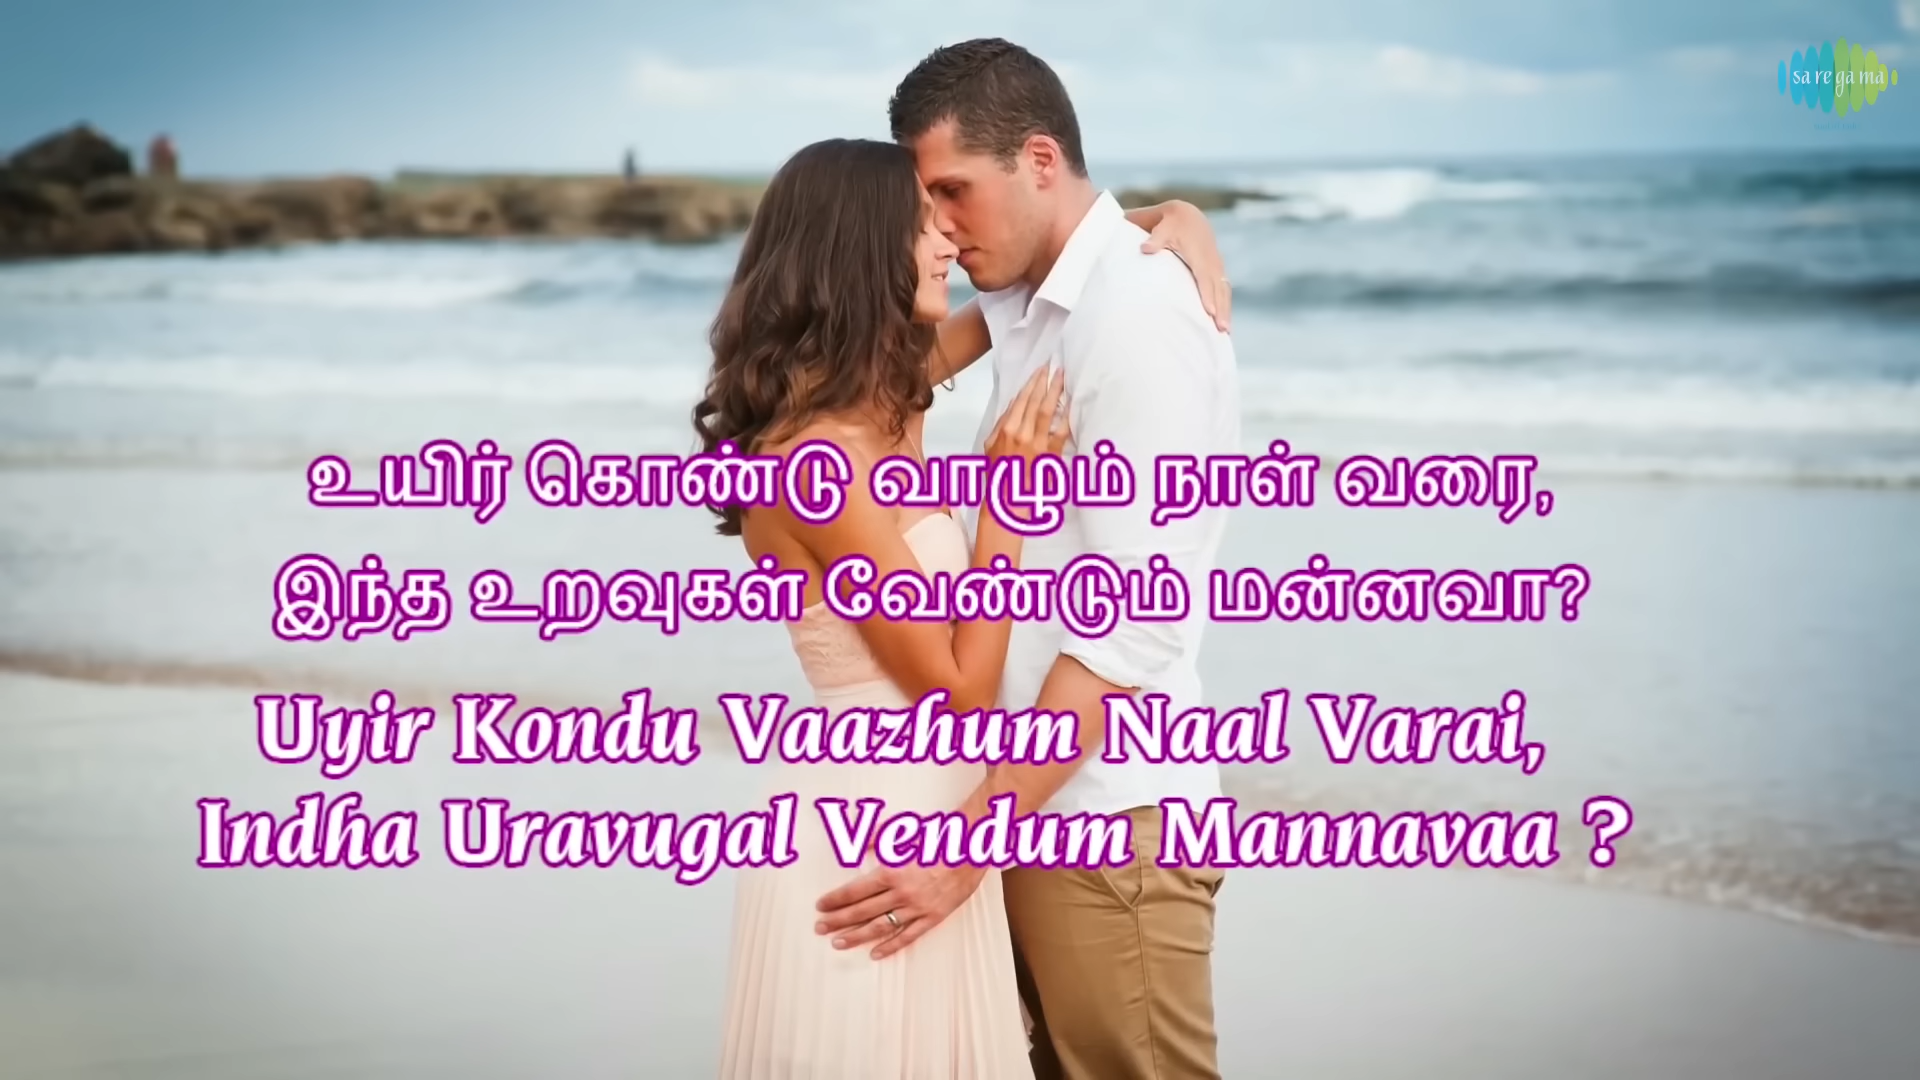 sa re ga ma
உயிர் கொண்டு வாழும் நாள் வரை,
இந்த உறவுகள் வேண்டும் மன்னவா?
Uyir Kondu Vaazhum Naal Varai,
Indha Uravugal Vendum Mannavaa ?